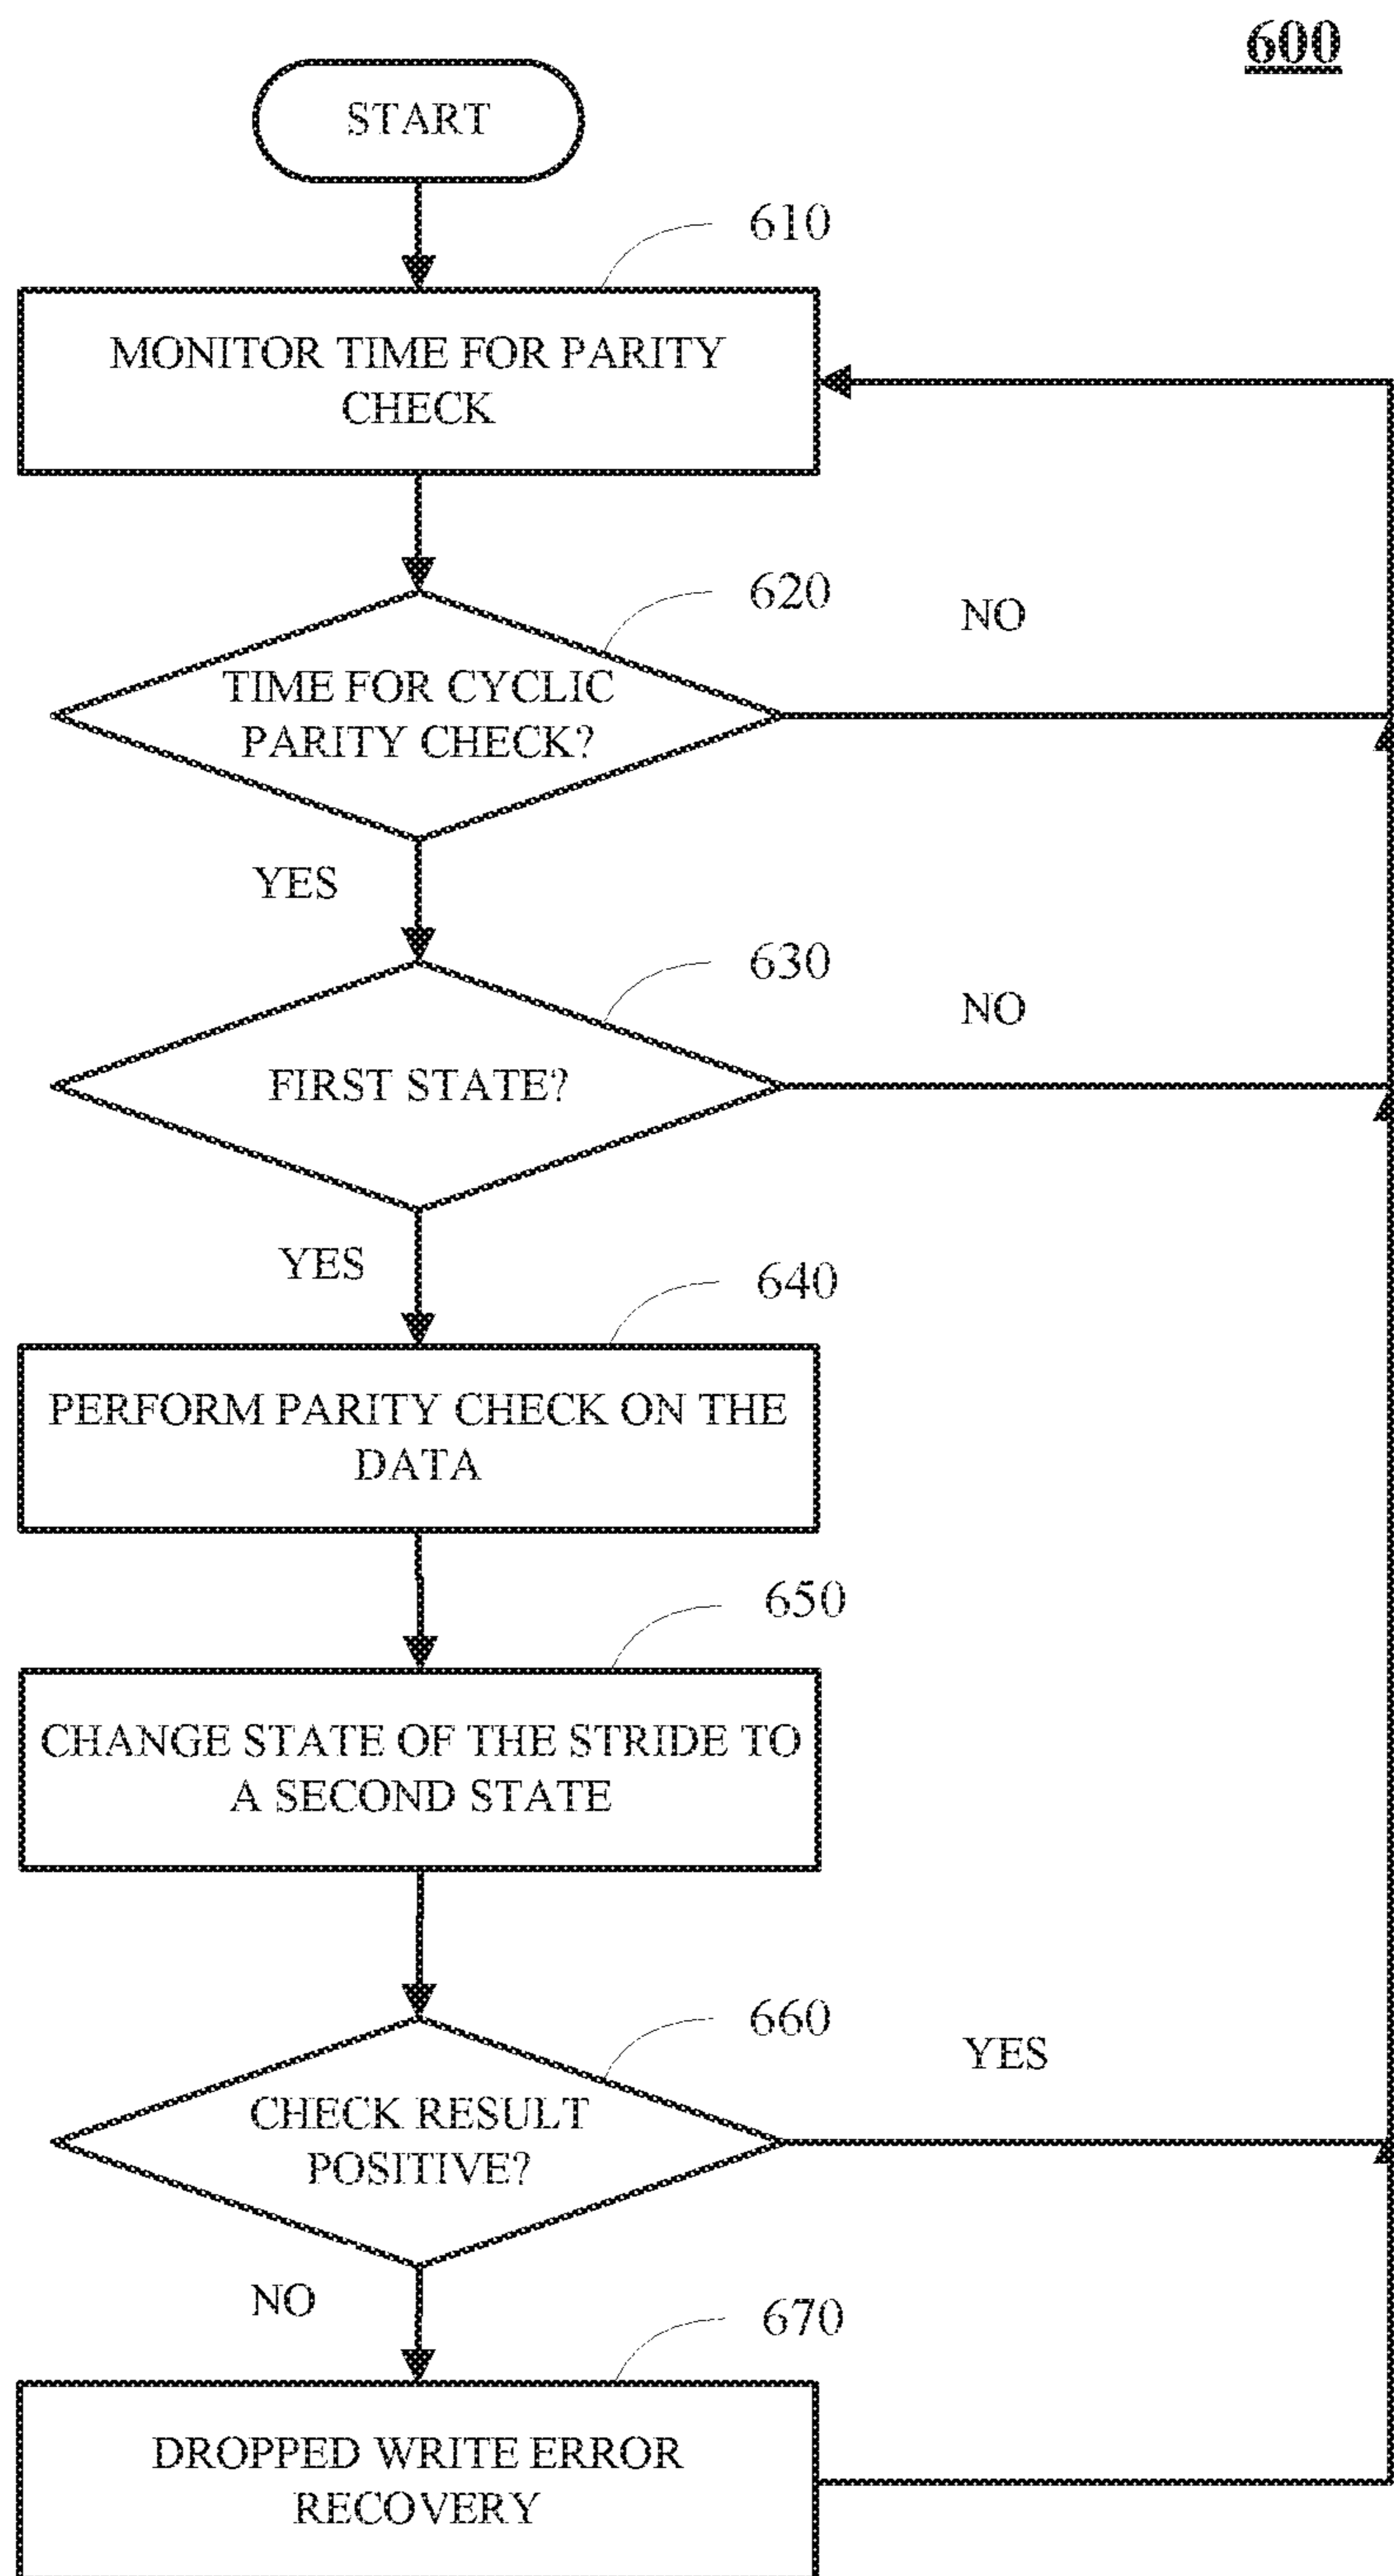 600
START
610
MONITOR TIME FOR PARITY
CHECK
620
NO
TIME FOR CYCLIC
PARITY CHECK?
YES
630
NO
FIRST STATE?
YES
640
PERFORM PARITY CHECK ON THE
DATA
650
CHANGE STATE OF THE STRIDE TO
A SECOND STATE
660
YES
CHECK RESULT
POSITIVE?
NO
670
DROPPED WRITE ERROR
RECOVERY